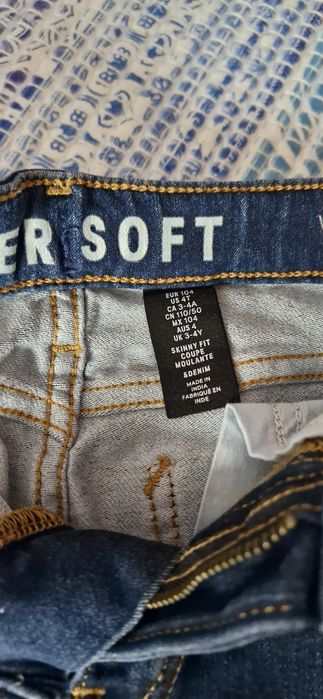 ER SOFT
EUR 104
US 4T
CA 3-4A
CN 110/50
MX 104
AUS 4
UK 3-4Y
SKINNY FIT
COUPE
MOULANTE
&DENIM
MADE IN
INDIA
FABRIQUÉ EN
INDE